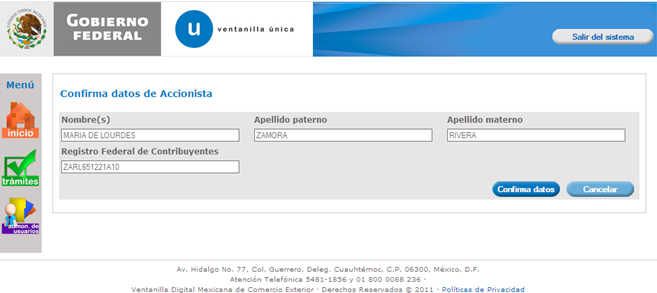 GOBIERNO
FEDERAL
u
ventanilla única
Salir del sistema
Menú
inicio
trámites
admon. de
usuarios
Confirma datos de Accionista
Nombre(s) Apellido paterno Apellido materno
MARIA DE LOURDES ZAMORA RIVERA
Registro Federal de Contribuyentes
ZARL651221A10
Confirma datos Cancelar
Av. Hidalgo No. 77, Col. Guerrero, Deleg. Cuauhtémoc, C.P. 06300, México, D.F.
Atención Telefónica 5481-1856 y 01 800 0088 236 ·
Ventanilla Digital Mexicana de Comercio Exterior · Derechos Reservados © 2011 · Políticas de Privacidad